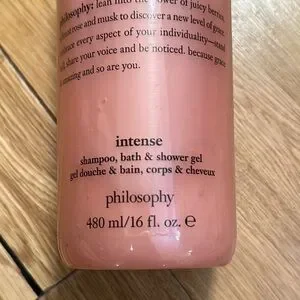 philosophy: lean into the power of juicy berries,
rose and musk to discover a new level of grace
every aspect of your individuality—stand
share your voice and be noticed. because grace
is amazing and so are you.
intense
shampoo, bath & shower gel
gel douche & bain, corps & cheveux
philosophy
480 ml/16 fl. oz. e